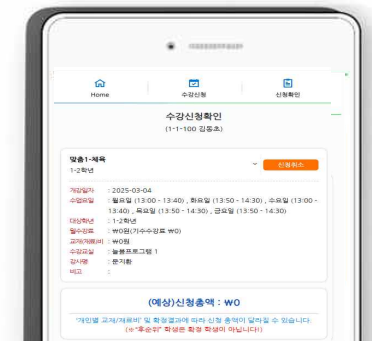 Home 수강신청 신청확인
수강신청확인
(1-1-100 김동초)
맞춤1-체육 신청취소
1-2학년
개강일자 : 2025-03-04
수업요일 : 월요일 (13:00 - 13:40) , 화요일 (13:50 - 14:30) , 수요일 (13:00 -
13:40) , 목요일 (13:50 - 14:30) , 금요일 (13:50 - 14:30)
대상학년 : 1-2학년
월수강료 : ₩0원(기수수강료 ₩0)
교재(재료)비 : ₩0원
수강교실 : 늘봄프로그램 1
강사명 : 문지환
비고 :
(예상)신청총액 : ₩0
"개인별 교재/재료비" 및 확정결과에 따라 신청 총액이 달라질 수 있습니다.
(※"후순위" 학생은 확정 학생이 아닙니다!)